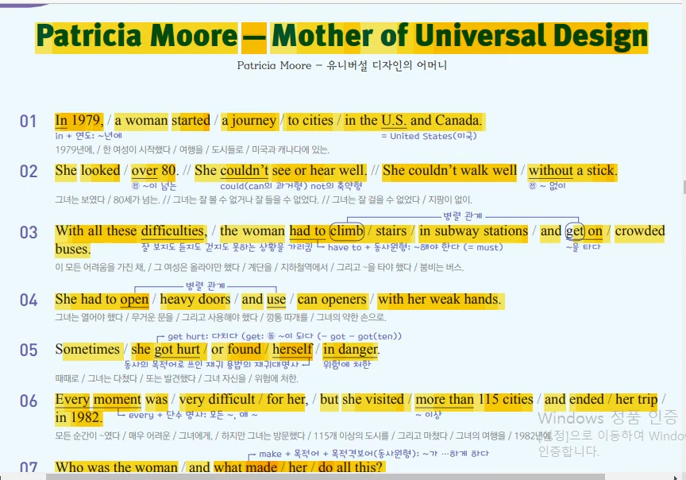 Patricia Moore — Mother of Universal Design
Patricia Moore – 유니버설 디자인의 어머니
01 In 1979, / a woman started / a journey / to cities / in the U.S. and Canada.
in + 연도: ~년에 = United States(미국)
1979년에, / 한 여성이 시작했다 / 여행을 / 도시들로 / 미국과 캐나다에 있는.
02 She looked / over 80. // She couldn't see or hear well. // She couldn't walk well / without a stick.
㉠ ~이 넘는 could(can의 과거형) not의 축약형 ㉠ ~ 없이
그녀는 보였다 / 80세가 넘는. // 그녀는 잘 볼 수 없거나 잘 들을 수 없었다. // 그녀는 잘 걸을 수 없었다 / 지팡이 없이.
병렬 관계
03 With all these difficulties, / the woman had to climb / stairs / in subway stations / and get on / crowded
buses.
잘 보지도 듣지도 걷지도 못하는 상황을 가리킴 have to + 동사원형: ~해야 한다 (= must) ~을 타다
이 모든 어려움을 가진 채, / 그 여성은 올라야만 했다 / 계단을 / 지하철역에서 / 그리고 ~을 타야 했다 / 붐비는 버스.
병렬 관계
04 She had to open / heavy doors / and use / can openers / with her weak hands.
그녀는 열어야 했다 / 무거운 문을 / 그리고 사용해야 했다 / 깡통 따개를 / 그녀의 약한 손으로.
get hurt: 다치다 (get: ㉢ ~이 되다 (– got – got(ten))
05 Sometimes / she got hurt / or found / herself / in danger.
동사의 목적어로 쓰인 재귀 용법의 재귀대명사 위험에 처한
때때로 / 그녀는 다쳤다 / 또는 발견했다 / 그녀 자신을 / 위험에 처한.
06 Every moment was / very difficult / for her, / but she visited / more than 115 cities / and ended / her trip /
in 1982.
every + 단수 명사: 모든 ~, 매 ~ ~ 이상
모든 순간이 ~였다 / 매우 어려운 / 그녀에게, / 하지만 그녀는 방문했다 / 115개 이상의 도시를 / 그리고 마쳤다 / 그녀의 여행을 / 1982년
Windows 정품 인증
[설정]으로 이동하여 Windo
인증합니다.
make + 목적어 + 목적격보어(동사원형): ~가 …하게 하다
07 Who was the woman / and what made / her / do all this?